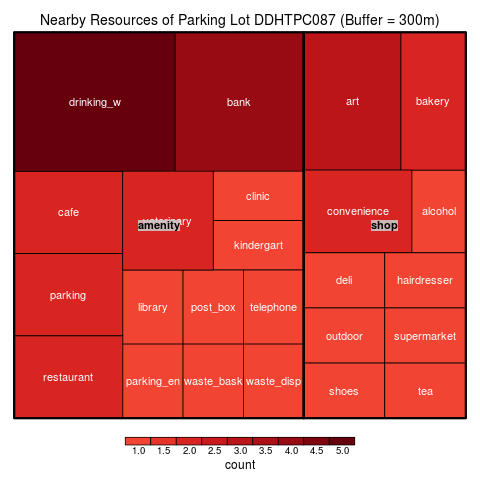 Nearby Resources of Parking Lot DDHTPC087 (Buffer = 300m)
drinking_w
bank
art
bakery
cafe
veterinary
amenity
clinic
kindergart
convenience
shop
alcohol
parking
library
post_box
telephone
deli
hairdresser
outdoor
supermarket
restaurant
parking_en
waste_bask
waste_disp
shoes
tea
1.0 1.5 2.0 2.5 3.0 3.5 4.0 4.5 5.0
count